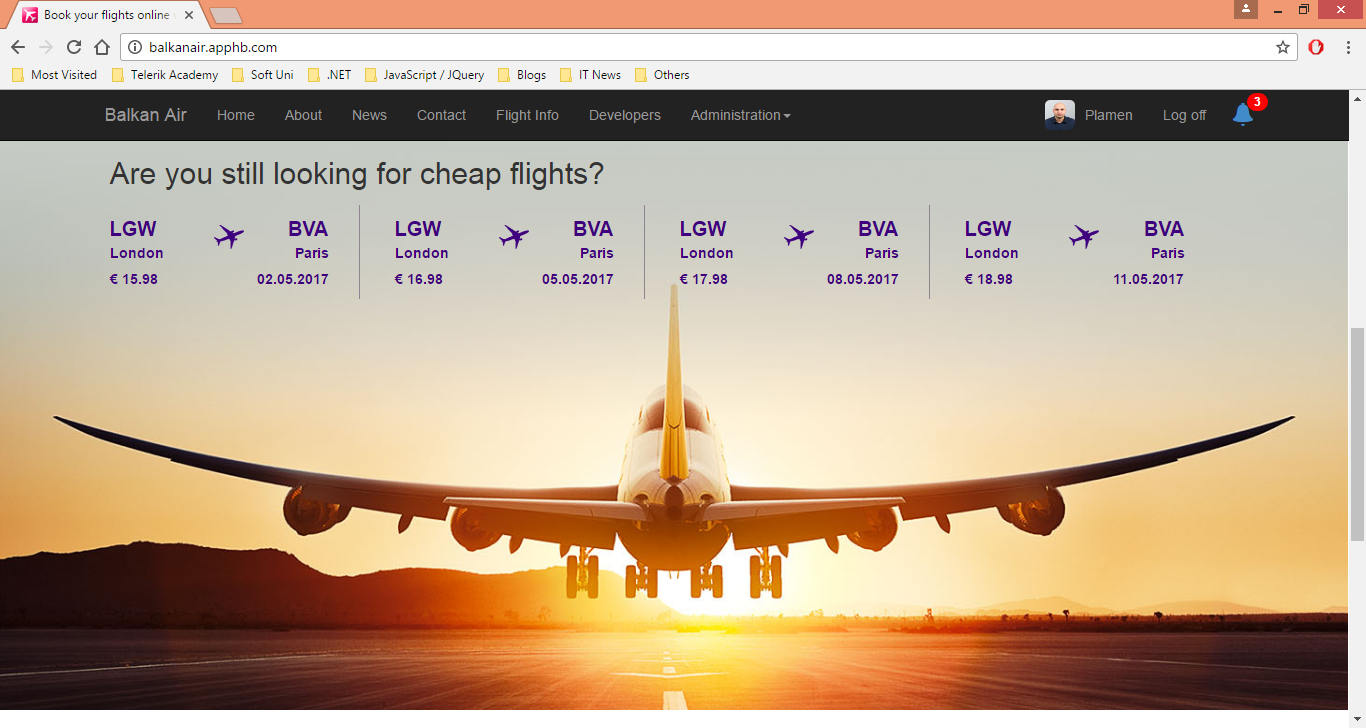 Book your flights online
balkanair.apphb.com
Most Visited Telerik Academy Soft Uni .NET JavaScript / JQuery Blogs IT News Others
Balkan Air Home About News Contact Flight Info Developers Administration Plamen Log off 3
Are you still looking for cheap flights?
LGW BVA LGW BVA LGW BVA LGW BVA
London Paris London Paris London Paris London Paris
€ 15.98 02.05.2017 € 16.98 05.05.2017 € 17.98 08.05.2017 € 18.98 11.05.2017